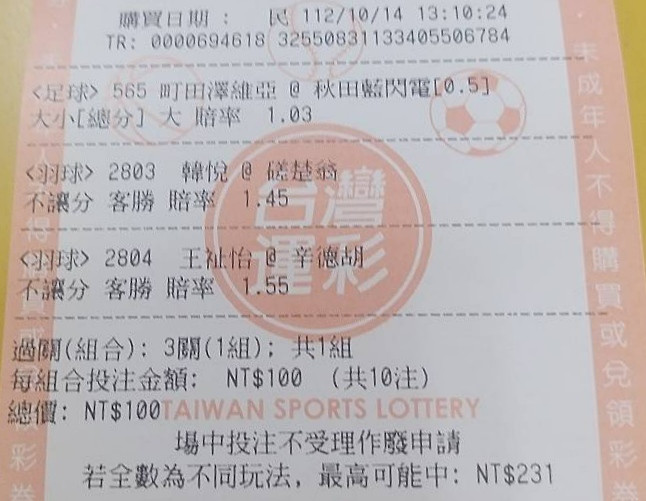 購買日期： 民 112/10/14 13:10:24
TR: 0000694618 325508311334055​06784
<足球> 565 町田澤維亞 @ 秋田藍閃電[0.5]
大小[總分] 大 賠率 1.03
<羽球> 2803 韓悅 @ 磋楚翁
不讓分 客勝 賠率 1.45
<羽球> 2804 王祉怡 @ 辛德胡
不讓分 客勝 賠率 1.55
台灣運彩
過關(組合): 3關(1組); 共1組
每組合投注金額: NT$100 (共10注)
總價: NT$100
TAIWAN SPORTS LOTTERY
場中投注不受理作廢申請
若全數為不同玩法, 最高可能中: NT$231
未成年人不得購買或兌領彩券